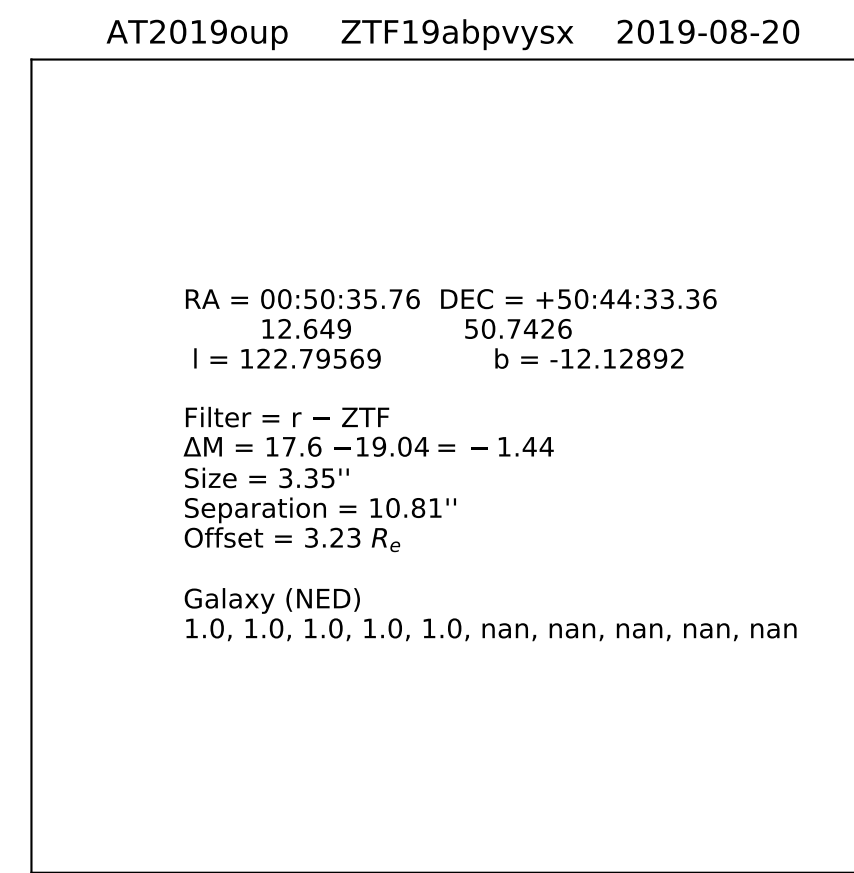 AT2019oup ZTF19abpvysx 2019-08-20
RA = 00:50:35.76 DEC = +50:44:33.36
12.649 50.7426
l = 122.79569 b = -12.12892
Filter = r − ZTF
ΔM = 17.6 −19.04 = − 1.44
Size = 3.35''
Separation = 10.81''
Offset = 3.23 Re
Galaxy (NED)
1.0, 1.0, 1.0, 1.0, 1.0, nan, nan, nan, nan, nan